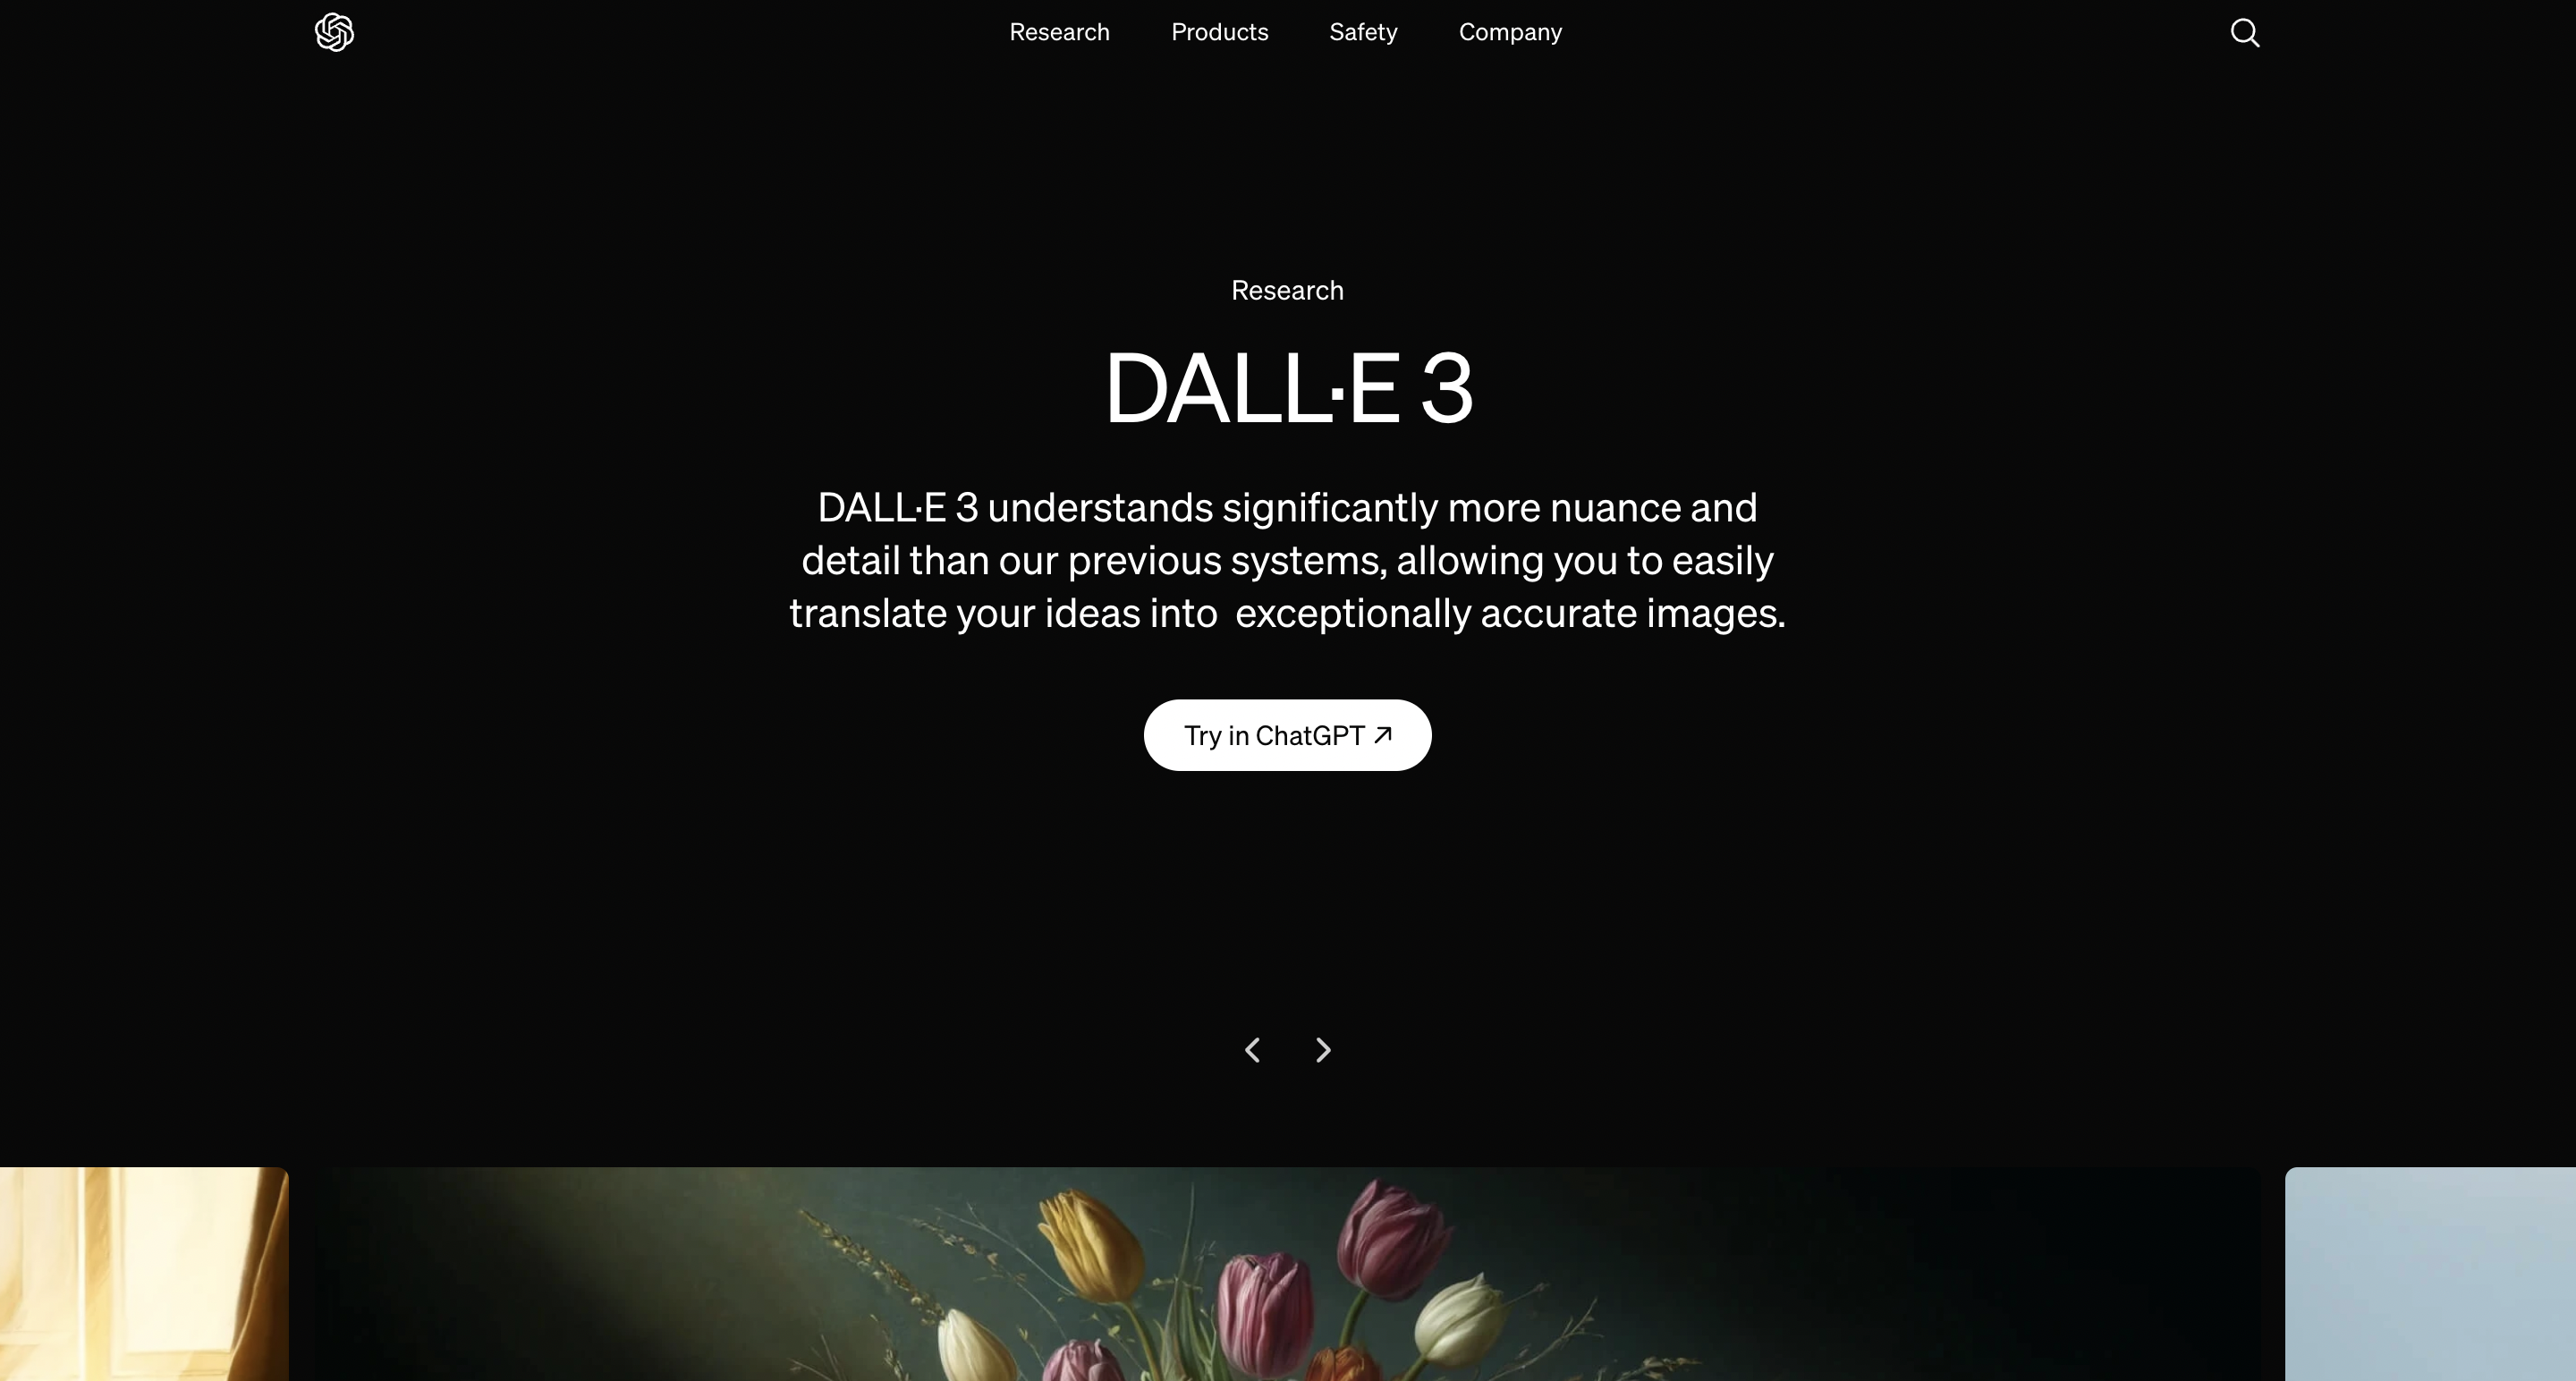 Research Products Safety Company
Research
DALL·E 3
DALL·E 3 understands significantly more nuance and
detail than our previous systems, allowing you to easily
translate your ideas into  exceptionally accurate images.
Try in ChatGPT ↗